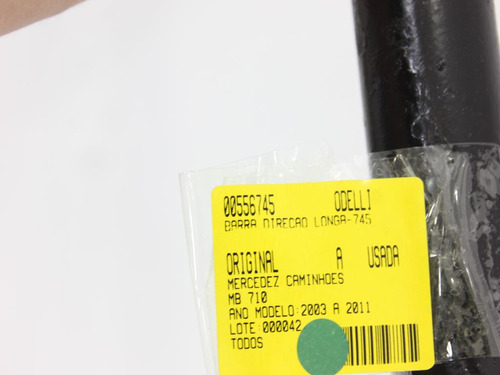 00556745 ODELLI
BARRA DIRECAO LONGA-745
ORIGINAL A USADA
MERCEDEZ CAMINHOES
MB 710
ANO MODELO:2003 A 2011
LOTE:000042
TODOS